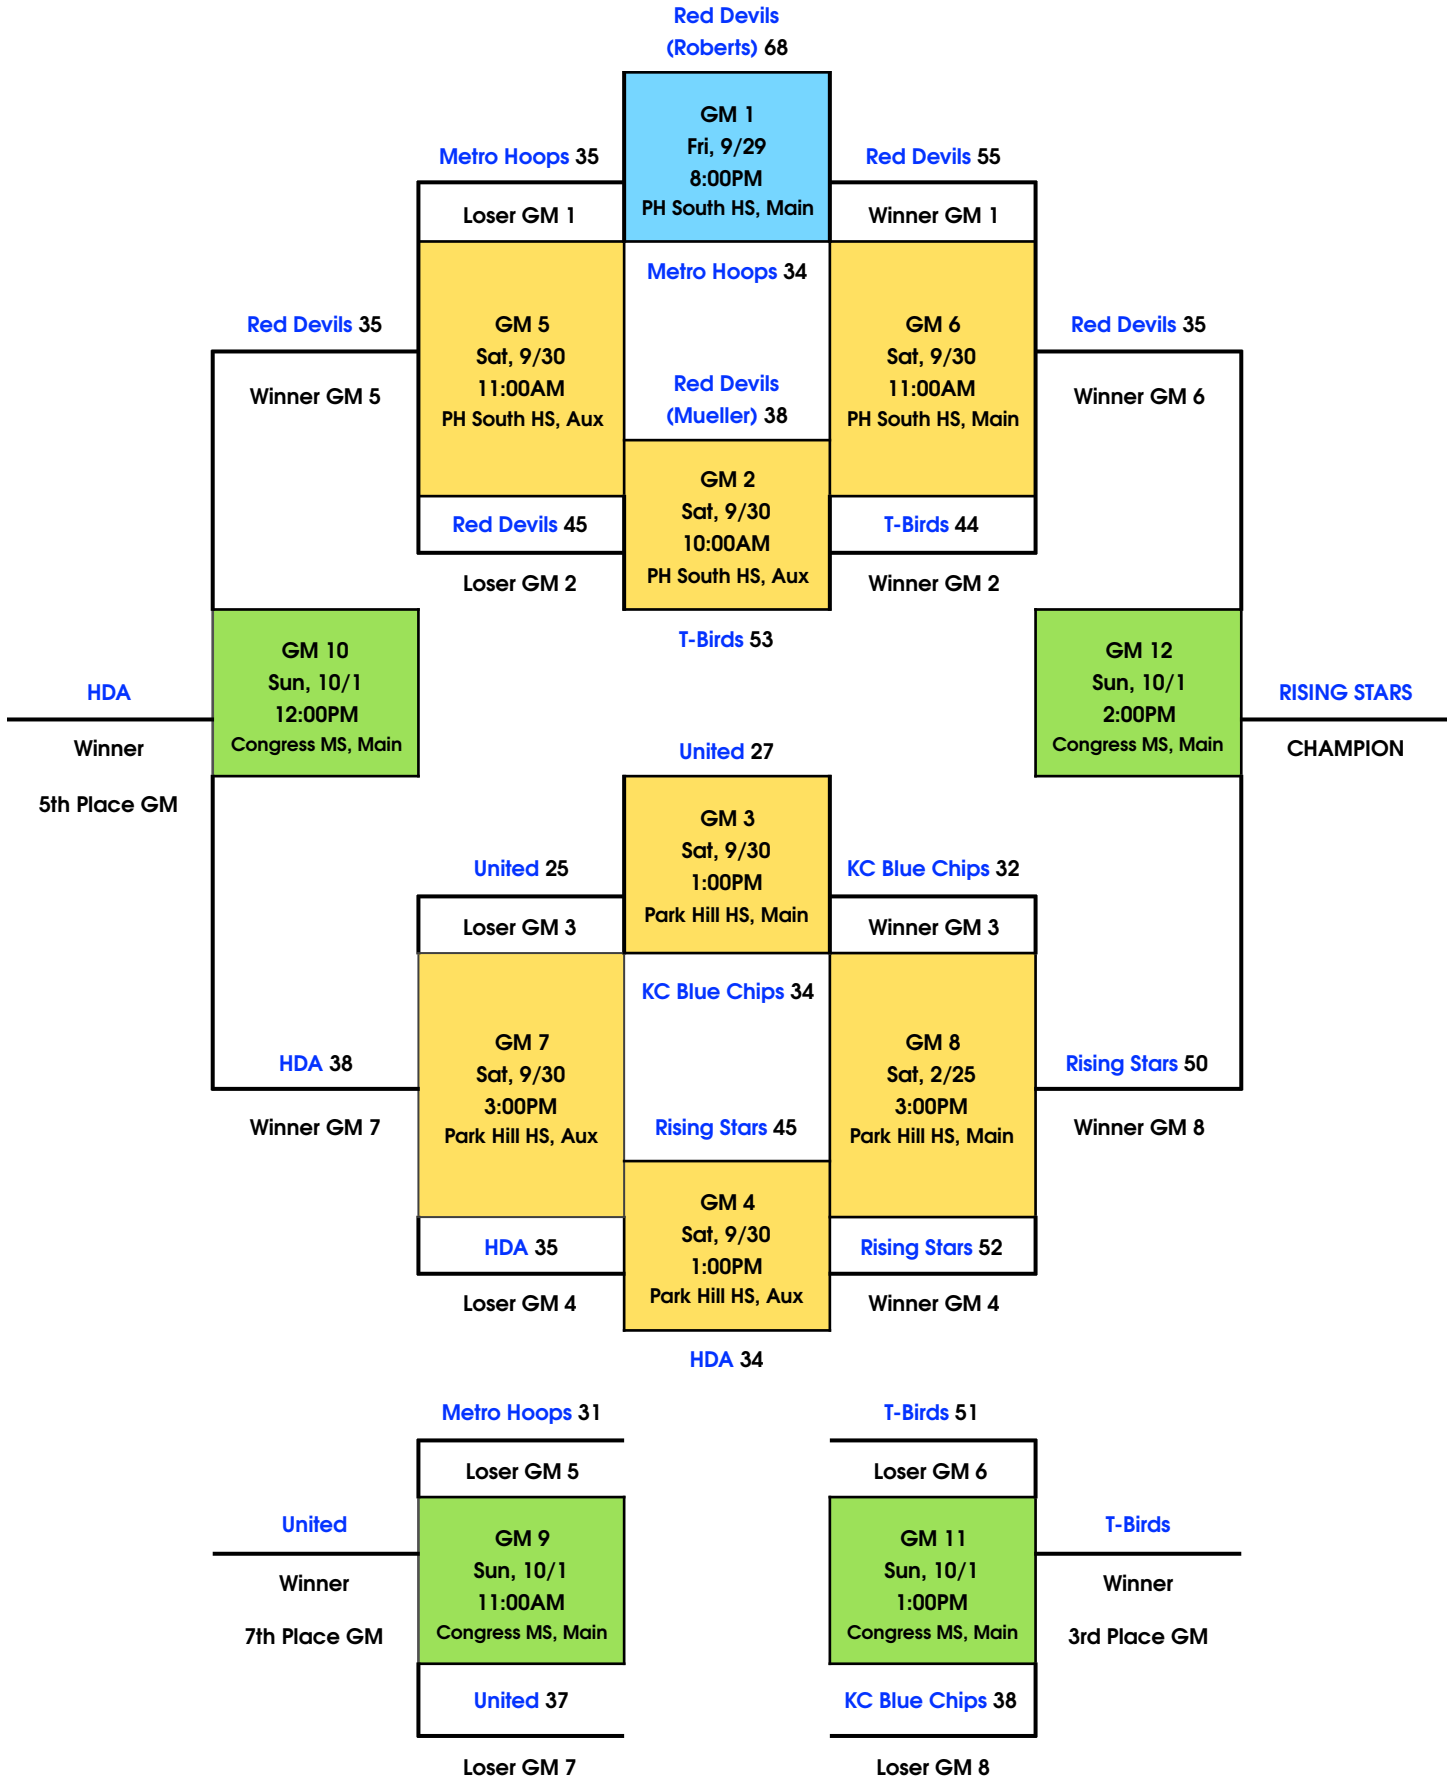 Red Devils
(Roberts) 68
GM 1
Fri, 9/29
8:00PM
PH South HS, Main
Metro Hoops 35
Loser GM 1
Red Devils 55
Winner GM 1
Metro Hoops 34
Red Devils 35
Winner GM 5
GM 5
Sat, 9/30
11:00AM
PH South HS, Aux
Red Devils
(Mueller) 38
GM 6
Sat, 9/30
11:00AM
PH South HS, Main
Red Devils 35
Winner GM 6
Red Devils 45
Loser GM 2
GM 2
Sat, 9/30
10:00AM
PH South HS, Aux
T-Birds 44
Winner GM 2
T-Birds 53
HDA
Winner
5th Place GM
GM 10
Sun, 10/1
12:00PM
Congress MS, Main
GM 12
Sun, 10/1
2:00PM
Congress MS, Main
RISING STARS
CHAMPION
United 27
GM 3
Sat, 9/30
1:00PM
Park Hill HS, Main
United 25
Loser GM 3
KC Blue Chips 32
Winner GM 3
KC Blue Chips 34
HDA 38
Winner GM 7
GM 7
Sat, 9/30
3:00PM
Park Hill HS, Aux
Rising Stars 45
GM 8
Sat, 2/25
3:00PM
Park Hill HS, Main
Rising Stars 50
Winner GM 8
HDA 35
Loser GM 4
GM 4
Sat, 9/30
1:00PM
Park Hill HS, Aux
Rising Stars 52
Winner GM 4
HDA 34
Metro Hoops 31
Loser GM 5
United
Winner
7th Place GM
GM 9
Sun, 10/1
11:00AM
Congress MS, Main
United 37
Loser GM 7
T-Birds 51
Loser GM 6
GM 11
Sun, 10/1
1:00PM
Congress MS, Main
T-Birds
Winner
3rd Place GM
KC Blue Chips 38
Loser GM 8